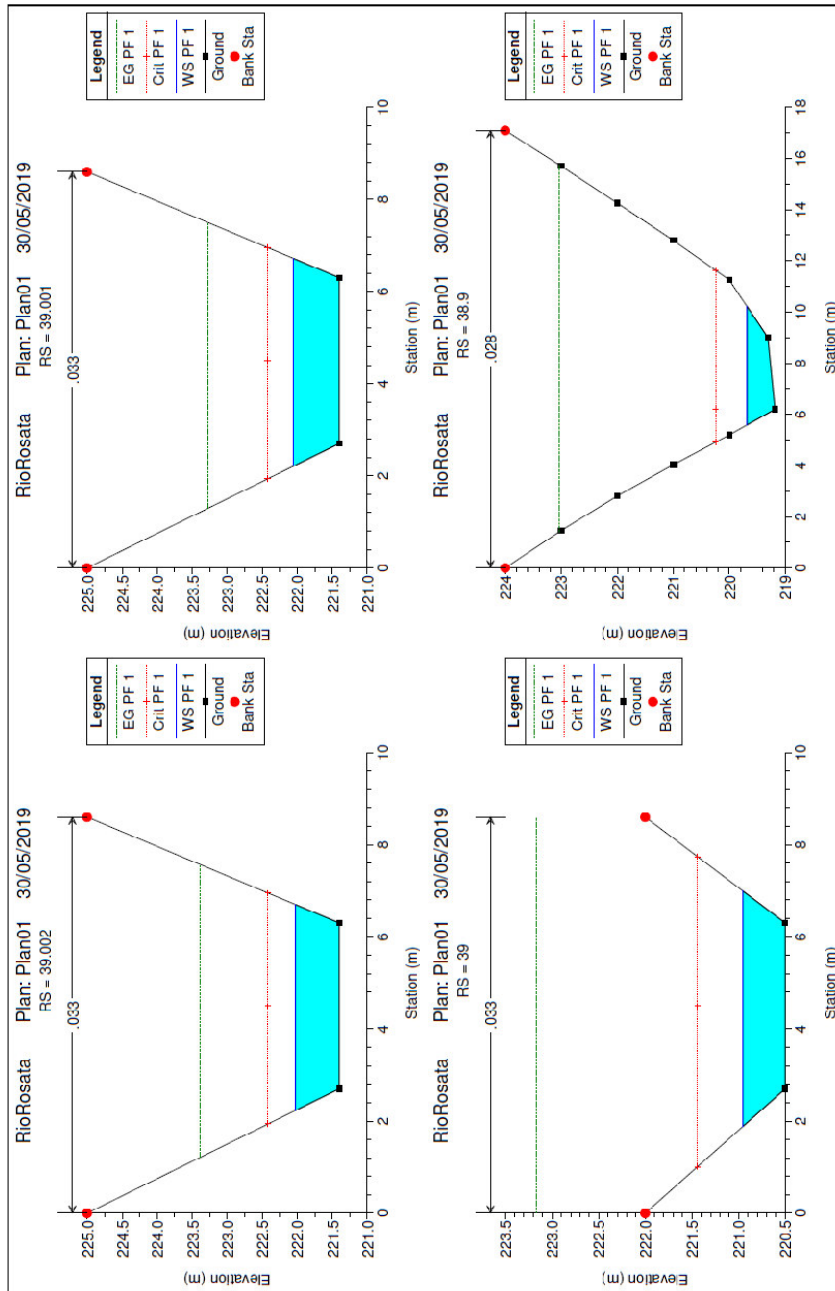 RioRosata Plan: Plan01 30/05/2019
RS = 39.002
.033
225.0
224.5
224.0
223.5
223.0
222.5
222.0
221.5
221.0
Elevation (m)
0 2 4 6 8 10
Station (m)
Legend
EG PF 1
Crit PF 1
WS PF 1
Ground
Bank Sta
RioRosata Plan: Plan01 30/05/2019
RS = 39.001
.033
225.0
224.5
224.0
223.5
223.0
222.5
222.0
221.5
221.0
Elevation (m)
0 2 4 6 8 10
Station (m)
Legend
EG PF 1
Crit PF 1
WS PF 1
Ground
Bank Sta
RioRosata Plan: Plan01 30/05/2019
RS = 39
.033
223.5
223.0
222.5
222.0
221.5
221.0
220.5
Elevation (m)
0 2 4 6 8 10
Station (m)
Legend
EG PF 1
Crit PF 1
WS PF 1
Ground
Bank Sta
RioRosata Plan: Plan01 30/05/2019
RS = 38.9
.028
224
223
222
221
220
219
Elevation (m)
0 2 4 6 8 10 12 14 16 18
Station (m)
Legend
EG PF 1
Crit PF 1
WS PF 1
Ground
Bank Sta